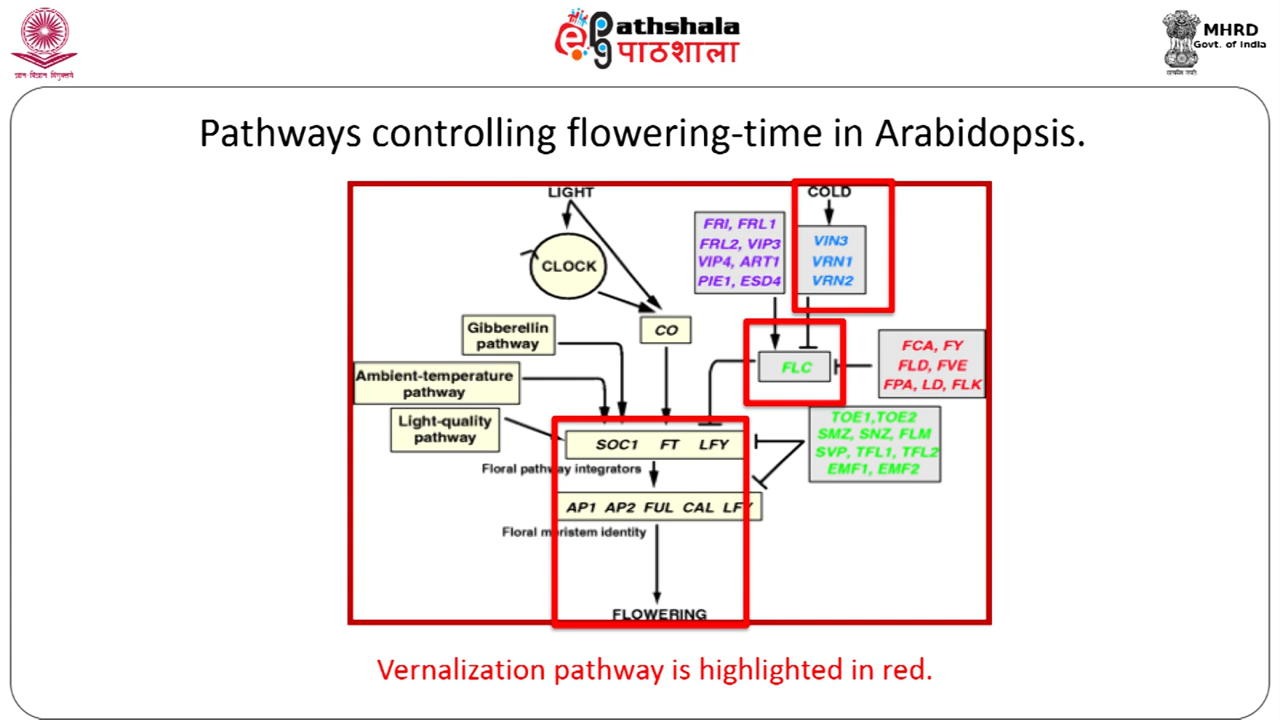 ePathshala
पाठशाला
MHRD
Govt. of India
Pathways controlling flowering-time in Arabidopsis.
LIGHT
COLD
FRI, FRL1
FRL2, VIP3
VIP4, ART1
PIE1, ESD4
VIN3
VRN1
VRN2
CLOCK
CO
Gibberellin
pathway
FLC
FCA, FY
FLD, FVE
FPA, LD, FLK
Ambient-temperature
pathway
Light-quality
pathway
TOE1,TOE2
SMZ, SNZ, FLM
SVP, TFL1, TFL2
EMF1, EMF2
SOC1 FT LFY
Floral pathway integrators
AP1 AP2 FUL CAL LFY
Floral meristem identity
FLOWERING
Vernalization pathway is highlighted in red.